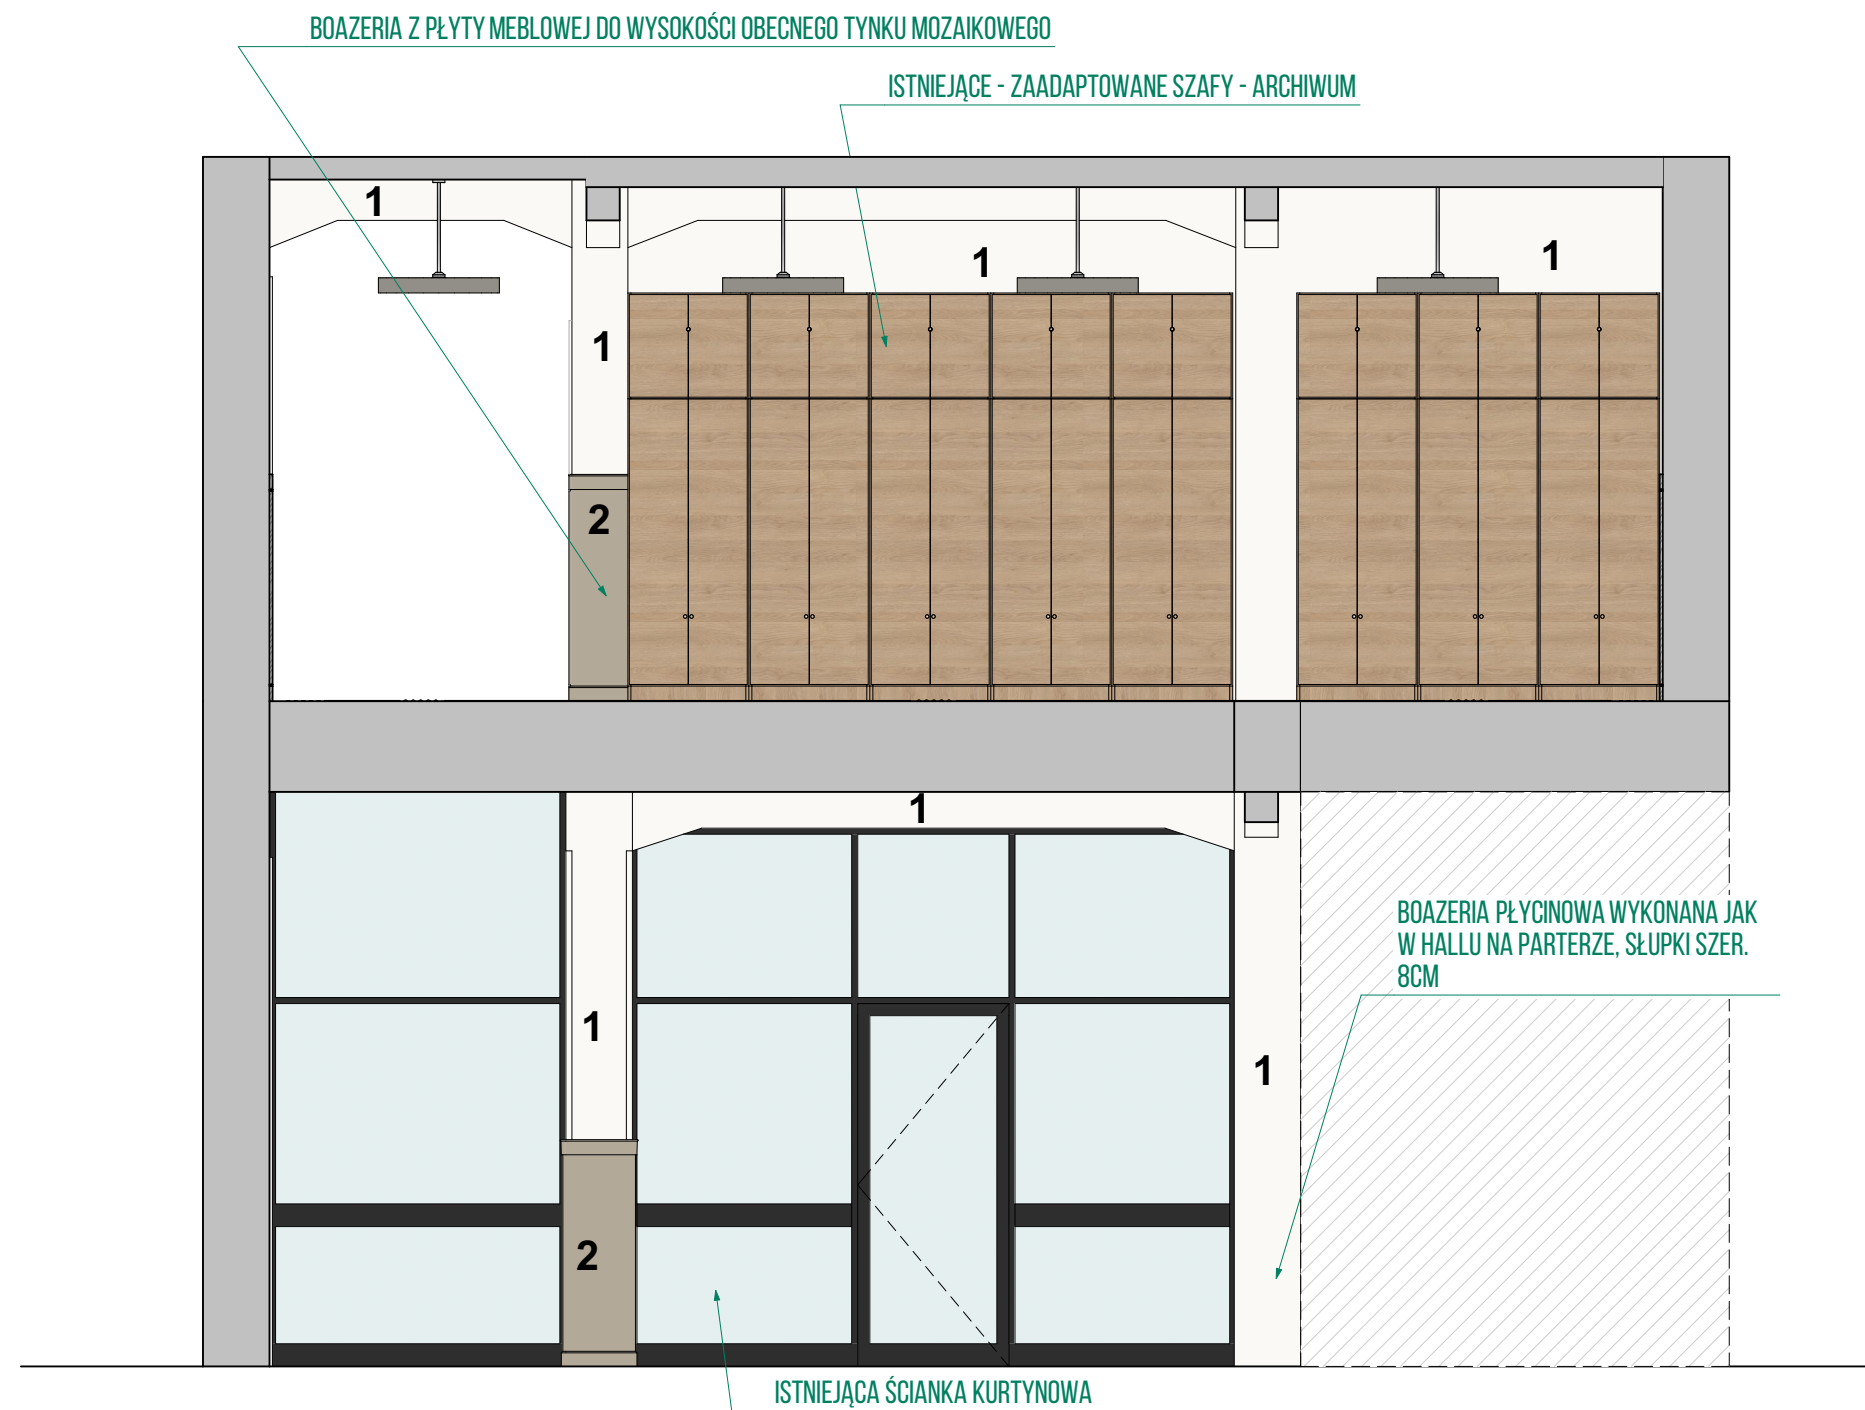 BOAZERIA Z PŁYTY MEBLOWEJ DO WYSOKOŚCI OBECNEGO TYNKU MOZAIKOWEGO
ISTNIEJĄCE - ZAADAPTOWANE SZAFY - ARCHIWUM
1
1
1
1
2
1
BOAZERIA PŁYCINOWA WYKONANA JAK
W HALLU NA PARTERZE, SŁUPKI SZER.
8CM
1
1
2
ISTNIEJĄCA ŚCIANKA KURTYNOWA